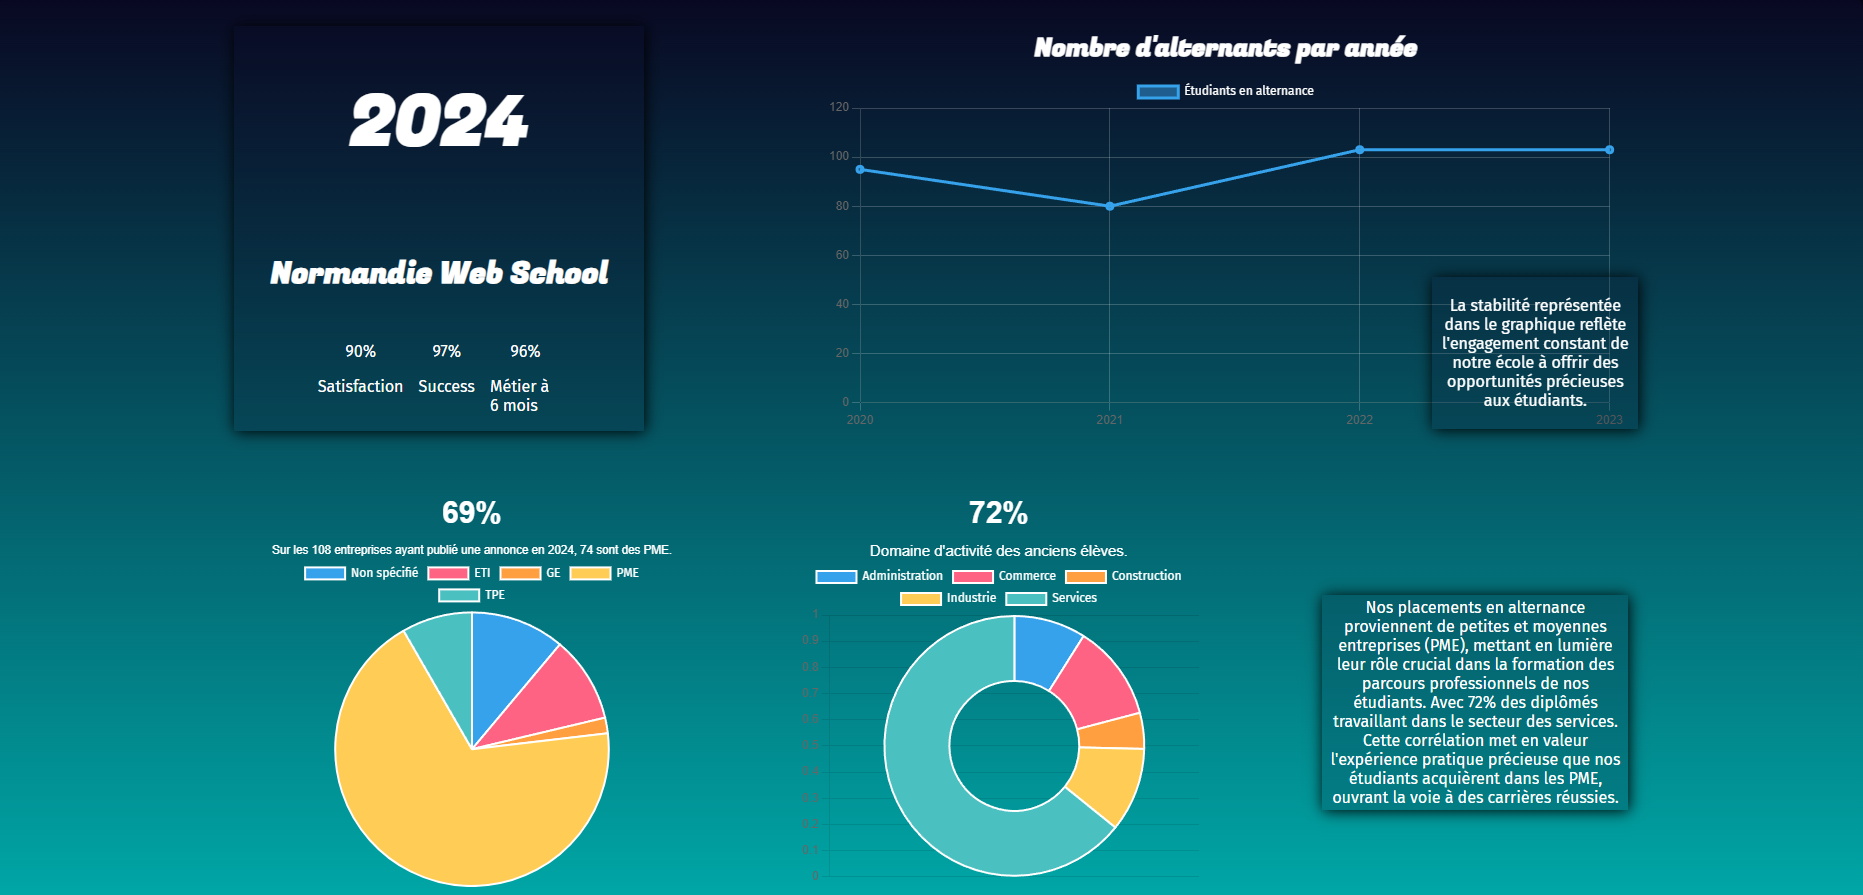 2024
Normandie Web School
90% 97% 96%
Satisfaction Success Métier à
6 mois
Nombre d'alternants par année
Étudiants en alternance
120
100
80
60
40
20
0
2020 2021 2022 2023
La stabilité représentée
dans le graphique reflète
l'engagement constant de
notre école à offrir des
opportunités précieuses
aux étudiants.
69%
Sur les 108 entreprises ayant publié une annonce en 2024, 74 sont des PME.
Non spécifié ETI GE PME
TPE
72%
Domaine d'activité des anciens élèves.
Administration Commerce Construction
Industrie Services
1
0.9
0.8
0.7
0.6
0.5
0.4
0.3
0.2
0.1
0
Nos placements en alternance
proviennent de petites et moyennes
entreprises (PME), mettant en lumière
leur rôle crucial dans la formation des
parcours professionnels de nos
étudiants. Avec 72% des diplômés
travaillant dans le secteur des services.
Cette corrélation met en valeur
l'expérience pratique précieuse que nos
étudiants acquièrent dans les PME,
ouvrant la voie à des carrières réussies.